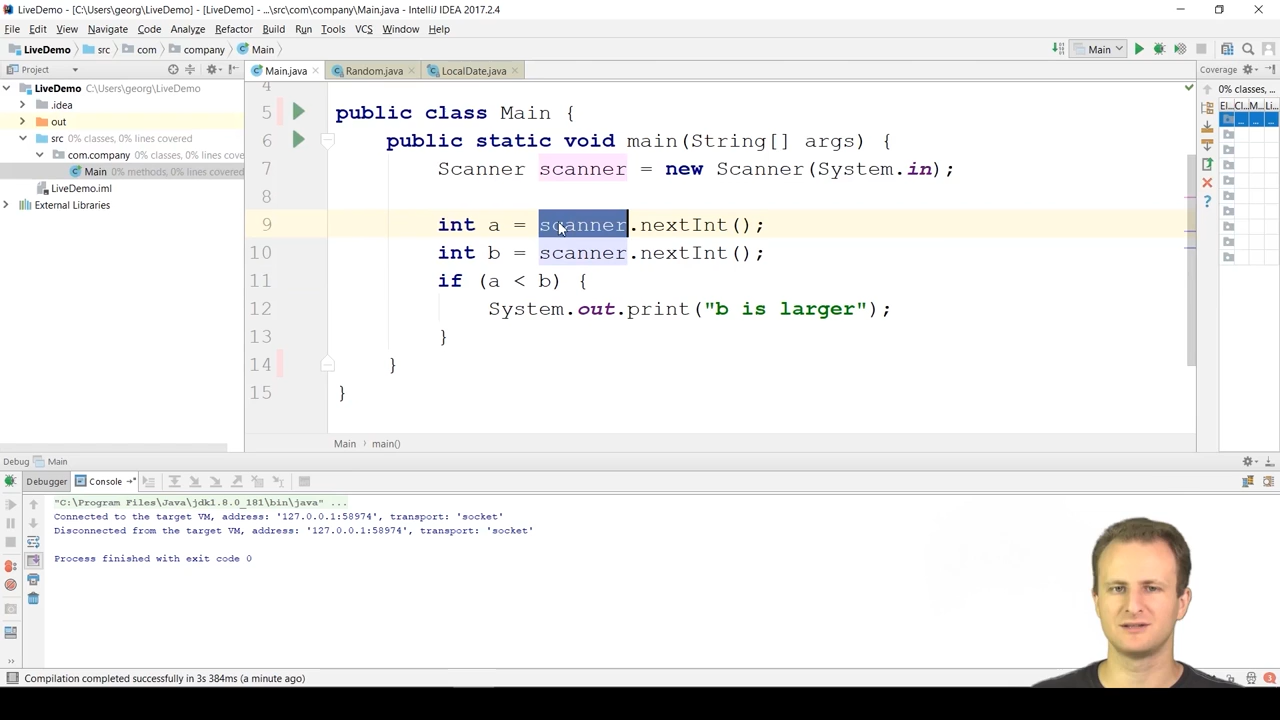 LiveDemo - [C:\Users\georg\LiveDemo] - [LiveDemo] - ...\src\com\company\Main.java - IntelliJ IDEA 2017.2.4
File Edit View Navigate Code Analyze Refactor Build Run Tools VCS Window Help
LiveDemo src com company Main Main
Project Main.java Random.java LocalDate.java Coverage
LiveDemo C:\Users\georg\LiveDemo
.idea
out
src 0% classes, 0% lines covered
com.company 0% classes, 0% lines cove
Main 0% methods, 0% lines covered
LiveDemo.iml
External Libraries
4
5 public class Main {
6 public static void main(String[] args) {
7 Scanner scanner = new Scanner(System.in);
8
9 int a = scanner.nextInt();
10 int b = scanner.nextInt();
11 if (a < b) {
12 System.out.print("b is larger");
13 }
14 }
15 }
0% classes, ...
El... Cl... M... Li...
Main main()
Debug Main
Debugger Console
"C:\Program Files\Java\jdk1.8.0_181\bin\java" ...
Connected to the target VM, address: '127.0.0.1:58974', transport: 'socket'
Disconnected from the target VM, address: '127.0.0.1:58974', transport: 'socket'
Process finished with exit code 0
Compilation completed successfully in 3s 384ms (a minute ago)
3